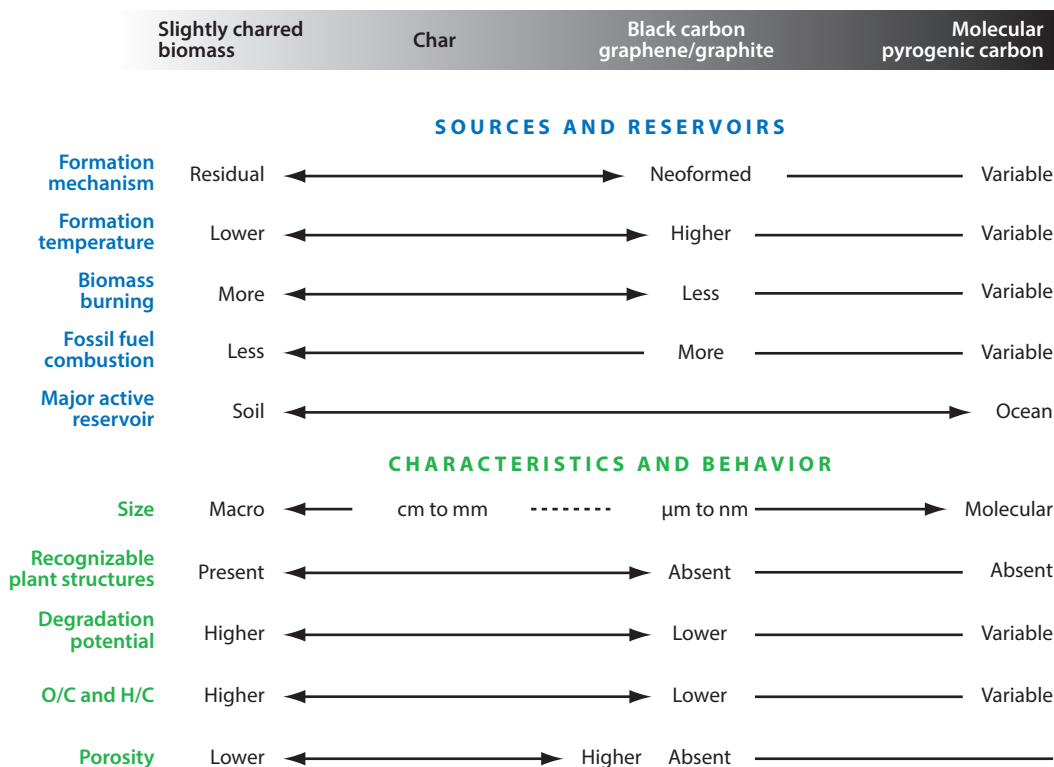 Slightly charred
biomass
Char
Black carbon
graphene/graphite
Molecular
pyrogenic carbon
SOURCES AND RESERVOIRS
Formation
mechanism
Residual
Neoformed
Variable
Formation
temperature
Lower
Higher
Variable
Biomass
burning
More
Less
Variable
Fossil fuel
combustion
Less
More
Variable
Major active
reservoir
Soil
Ocean
CHARACTERISTICS AND BEHAVIOR
Size
Macro
cm to mm
µm to nm
Molecular
Recognizable
plant structures
Present
Absent
Absent
Degradation
potential
Higher
Lower
Variable
O/C and H/C
Higher
Lower
Variable
Porosity
Lower
Higher
Absent